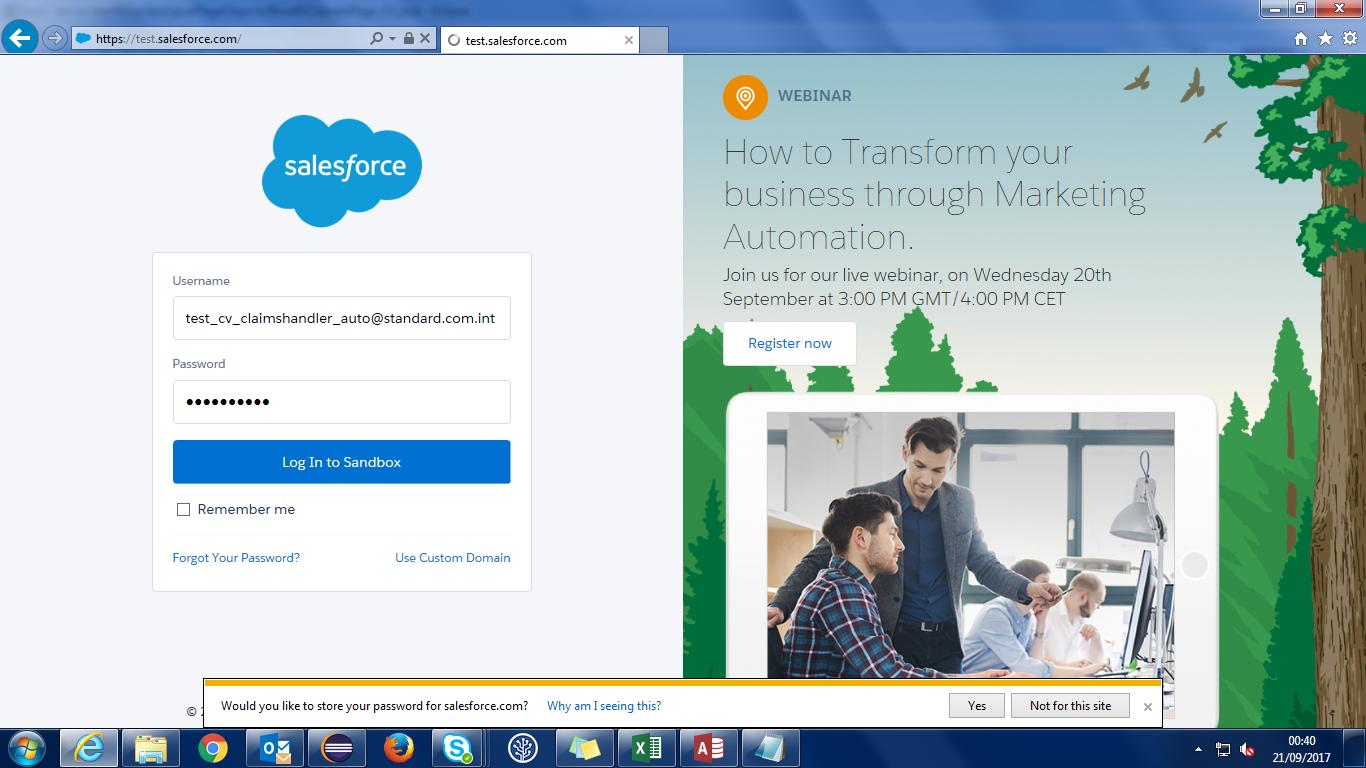 https://test.salesforce.com/
test.salesforce.com
salesforce
Username
test_cv_claimshandler_auto@standard.com.int
Password
Log In to Sandbox
Remember me
Forgot Your Password?
Use Custom Domain
WEBINAR
How to Transform your
business through Marketing
Automation.
Join us for our live webinar, on Wednesday 20th
September at 3:00 PM GMT/4:00 PM CET
Register now
©
Would you like to store your password for salesforce.com?
Why am I seeing this?
Yes
Not for this site
00:40
21/09/2017